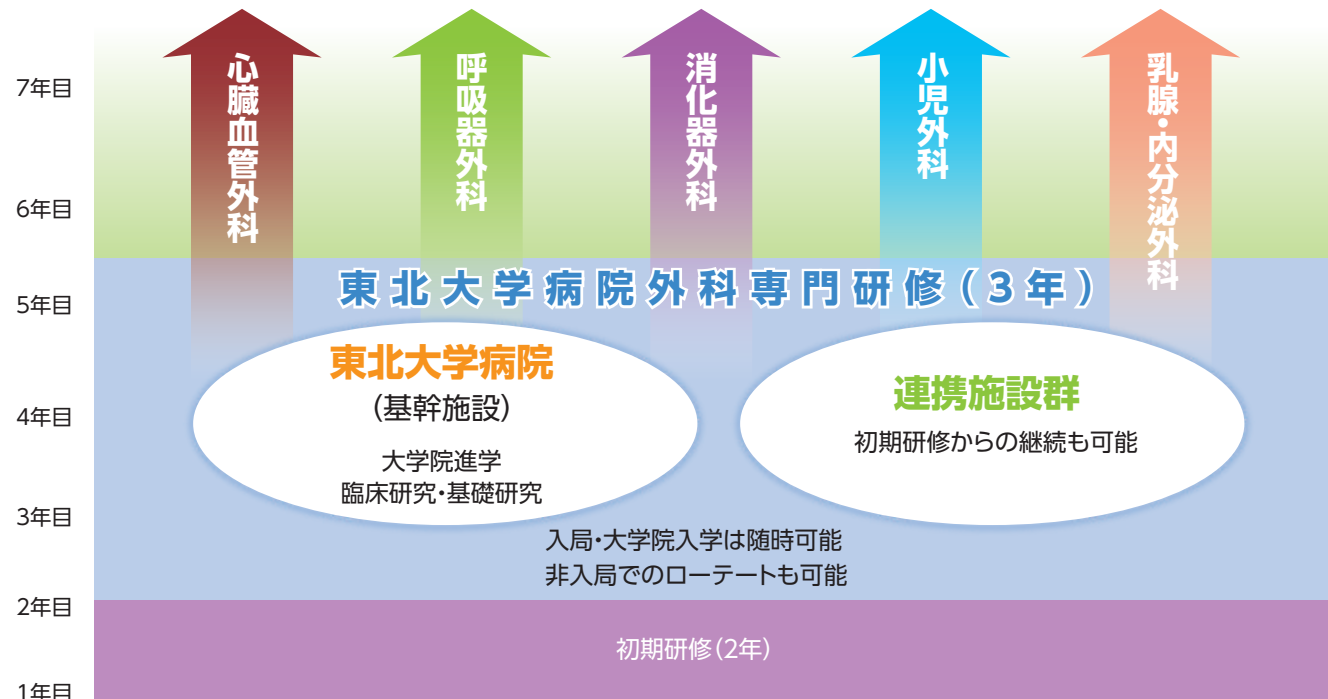 心臓血管外科
呼吸器外科
消化器外科
小児外科
乳腺・内分泌外科
7年目
6年目
東北大学病院外科専門研修(3年)
5年目
東北大学病院
(基幹施設)
大学院進学
臨床研究・基礎研究
連携施設群
初期研修からの継続も可能
4年目
3年目
入局・大学院入学は随時可能
非入局でのローテートも可能
2年目
初期研修(2年)
1年目